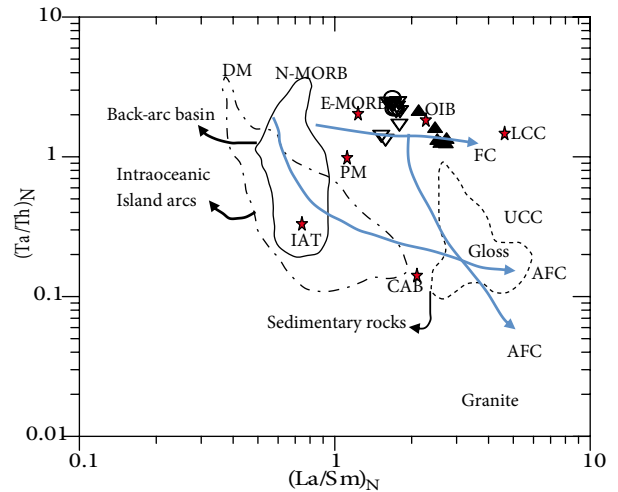 10
DM
N-MORB
E-MORB
OIB
Back-arc basin
LCC
1
FC
PM
Intraoceanic
Island arcs
UCC
IAT
Gloss
AFC
CAB
0.1
Sedimentary rocks
AFC
Granite
0.01
0.1
1
10
(Ta/Th)N
(La/Sm)N